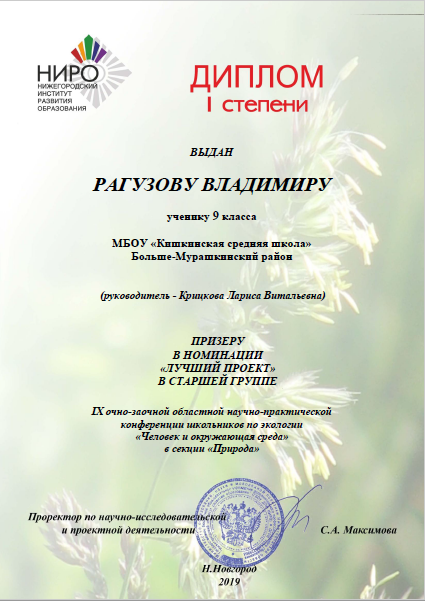 НИРО
НИЖЕГОРОДСКИЙ
ИНСТИТУТ
РАЗВИТИЯ
ОБРАЗОВАНИЯ
ДИПЛОМ
I степени
ВЫДАН
РАГУЗОВУ ВЛАДИМИРУ
ученику 9 класса
МБОУ «Кишкинская средняя школа»
Больше-Мурашкинский район
(руководитель - Крицкова Лариса Витальевна)
ПРИЗЕРУ
В НОМИНАЦИИ
«ЛУЧШИЙ ПРОЕКТ»
В СТАРШЕЙ ГРУППЕ
IX очно-заочной областной научно-практической
конференции школьников по экологии
«Человек и окружающая среда»
в секции «Природа»
Проректор по научно-исследовательской
и проектной деятельности
С.А. Максимова
Н.Новгород
2019